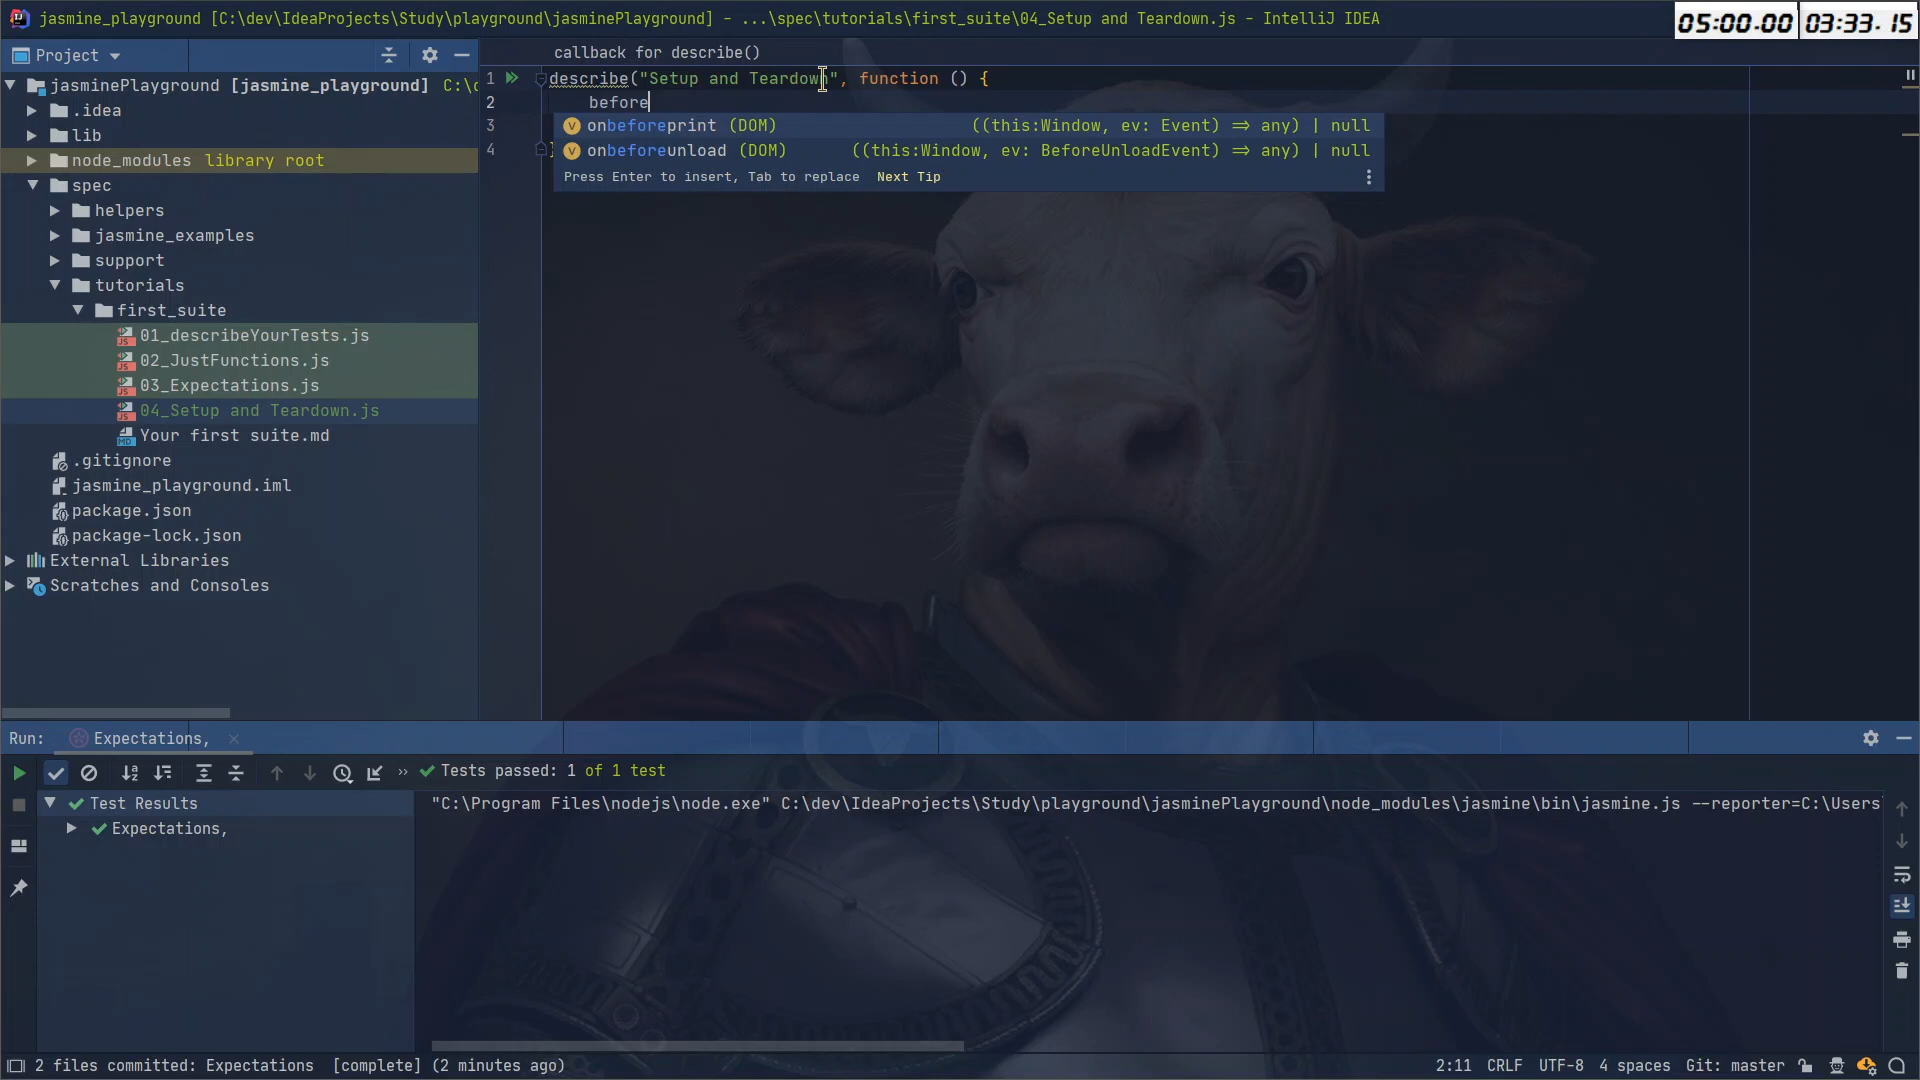 jasmine_playground [C:\dev\IdeaProjects\Study\playground\jasminePlayground] - ...\spec\tutorials\first_suite\04_Setup and Teardown.js - IntelliJ IDEA
05:00.00 03:33.15
Project
callback for describe()
jasminePlayground [jasmine_playground] C:\
.idea
lib
node_modules library root
spec
helpers
jasmine_examples
support
tutorials
first_suite
01_describeYourTests.js
02_JustFunctions.js
03_Expectations.js
04_Setup and Teardown.js
Your first suite.md
.gitignore
jasmine_playground.iml
package.json
package-lock.json
External Libraries
Scratches and Consoles
1 describe("Setup and Teardown", function () {
2 before
3
4 }
onbeforeprint (DOM) ((this:Window, ev: Event) => any) | null
onbeforeunload (DOM) ((this:Window, ev: BeforeUnloadEvent) => any) | null
Press Enter to insert, Tab to replace Next Tip
Run: Expectations,
Tests passed: 1 of 1 test
Test Results
Expectations,
"C:\Program Files\nodejs\node.exe" C:\dev\IdeaProjects\Study\playground\jasminePlayground\node_modules\jasmine\bin\jasmine.js --reporter=C:\Users
2 files committed: Expectations [complete] (2 minutes ago)
2:11 CRLF UTF-8 4 spaces Git: master